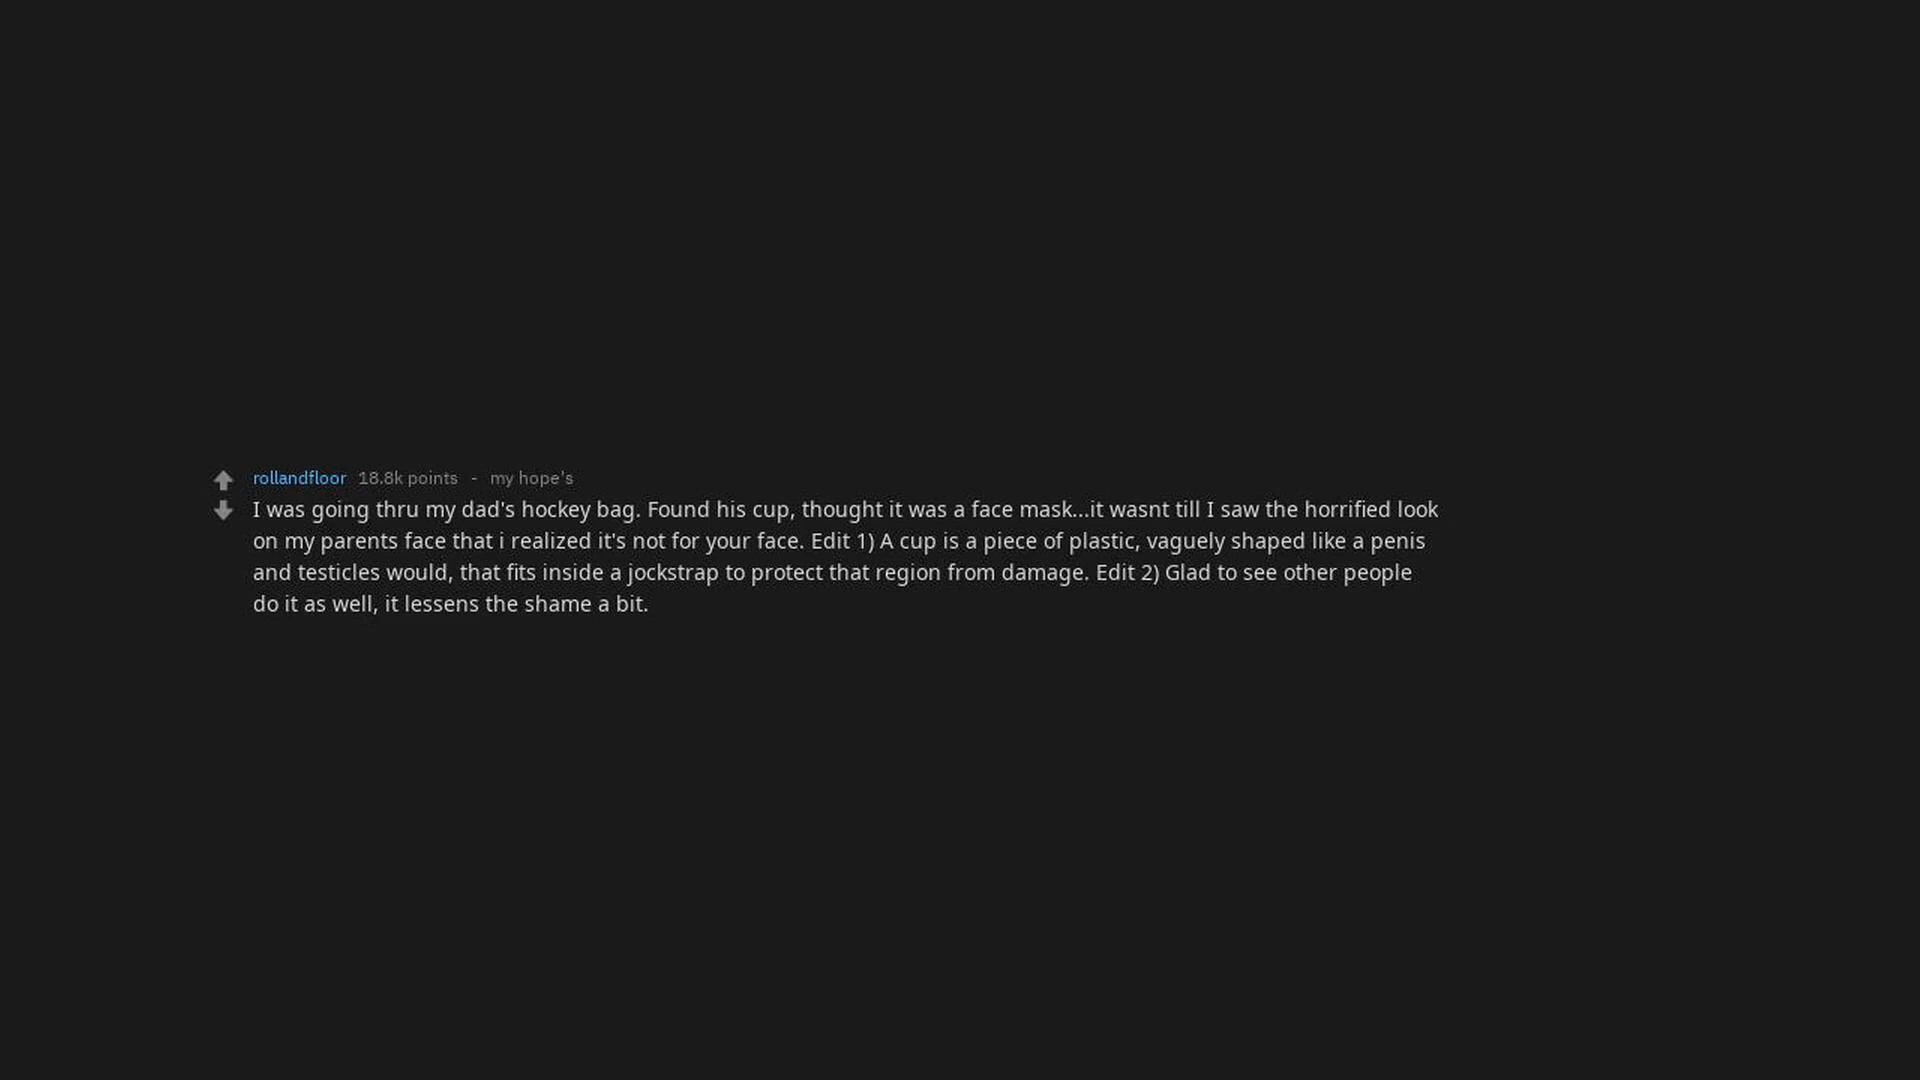 rollandfloor 18.8k points - my hope's
I was going thru my dad's hockey bag. Found his cup, thought it was a face mask...it wasnt till I saw the horrified look
on my parents face that i realized it's not for your face. Edit 1) A cup is a piece of plastic, vaguely shaped like a penis
and testicles would, that fits inside a jockstrap to protect that region from damage. Edit 2) Glad to see other people
do it as well, it lessens the shame a bit.